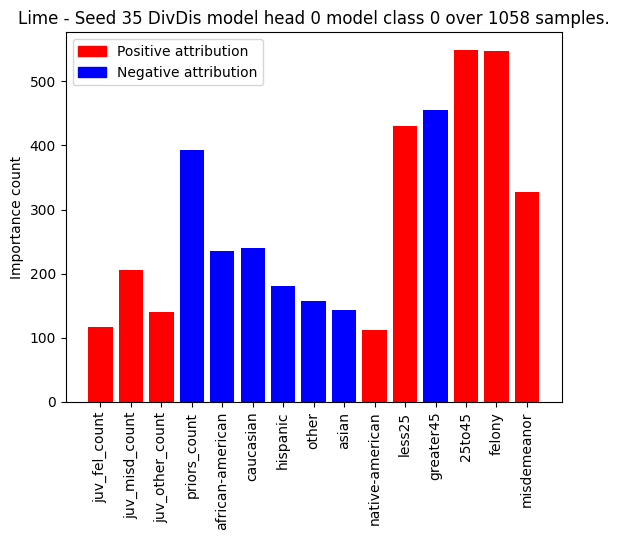 Lime - Seed 35 DivDis model head 0 model class 0 over 1058 samples.
Positive attribution
Negative attribution
Importance count
500
400
300
200
100
0
juv_fel_count
juv_misd_count
juv_other_count
priors_count
african-american
caucasian
hispanic
other
asian
native-american
less25
greater45
25to45
felony
misdemeanor